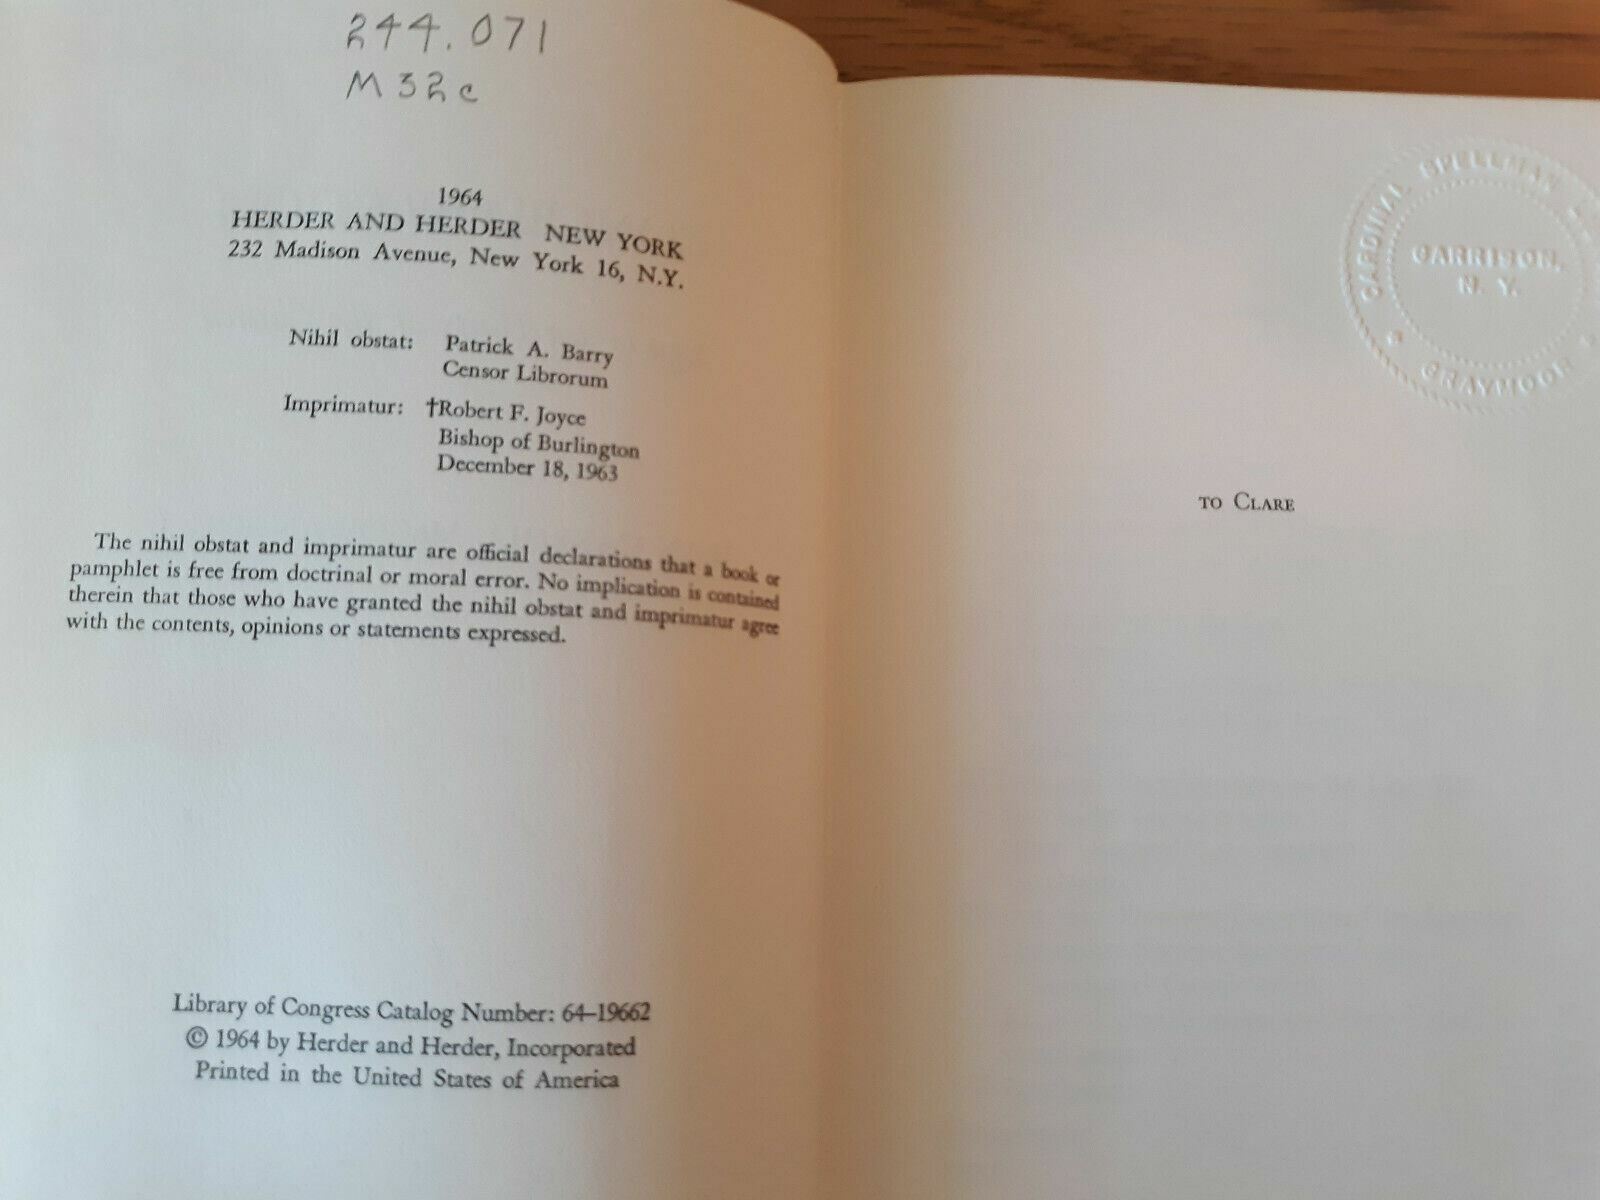 244.071
M32c
1964
HERDER AND HERDER NEW YORK
232 Madison Avenue, New York 16, N.Y.
Nihil obstat: Patrick A. Barry
Censor Librorum
Imprimatur: †Robert F. Joyce
Bishop of Burlington
December 18, 1963
The nihil obstat and imprimatur are official declarations that a book or
pamphlet is free from doctrinal or moral error. No implication is contained
therein that those who have granted the nihil obstat and imprimatur agree
with the contents, opinions or statements expressed.
Library of Congress Catalog Number: 64–19662
© 1964 by Herder and Herder, Incorporated
Printed in the United States of America
CARDINAL SPELLMAN
GARRISON,
N. Y.
GRAYMOOR
TO CLARE